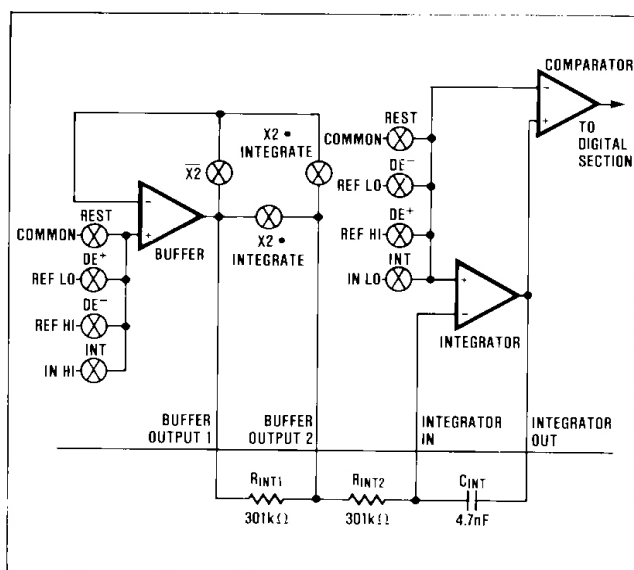 COMPARATOR
TO
DIGITAL
SECTION
X2 •
INTEGRATE
REST
COMMON
X2
DE⁻
REF LO
DE⁺
REF HI
INT
IN LO
INTEGRATOR
REST
COMMON
BUFFER
X2 •
INTEGRATE
DE⁺
REF LO
DE⁻
REF HI
INT
IN HI
BUFFER
OUTPUT 1
BUFFER
OUTPUT 2
INTEGRATOR
IN
INTEGRATOR
OUT
RINT1
301kΩ
RINT2
301kΩ
CINT
4.7nF
−
+
−
+
+
−